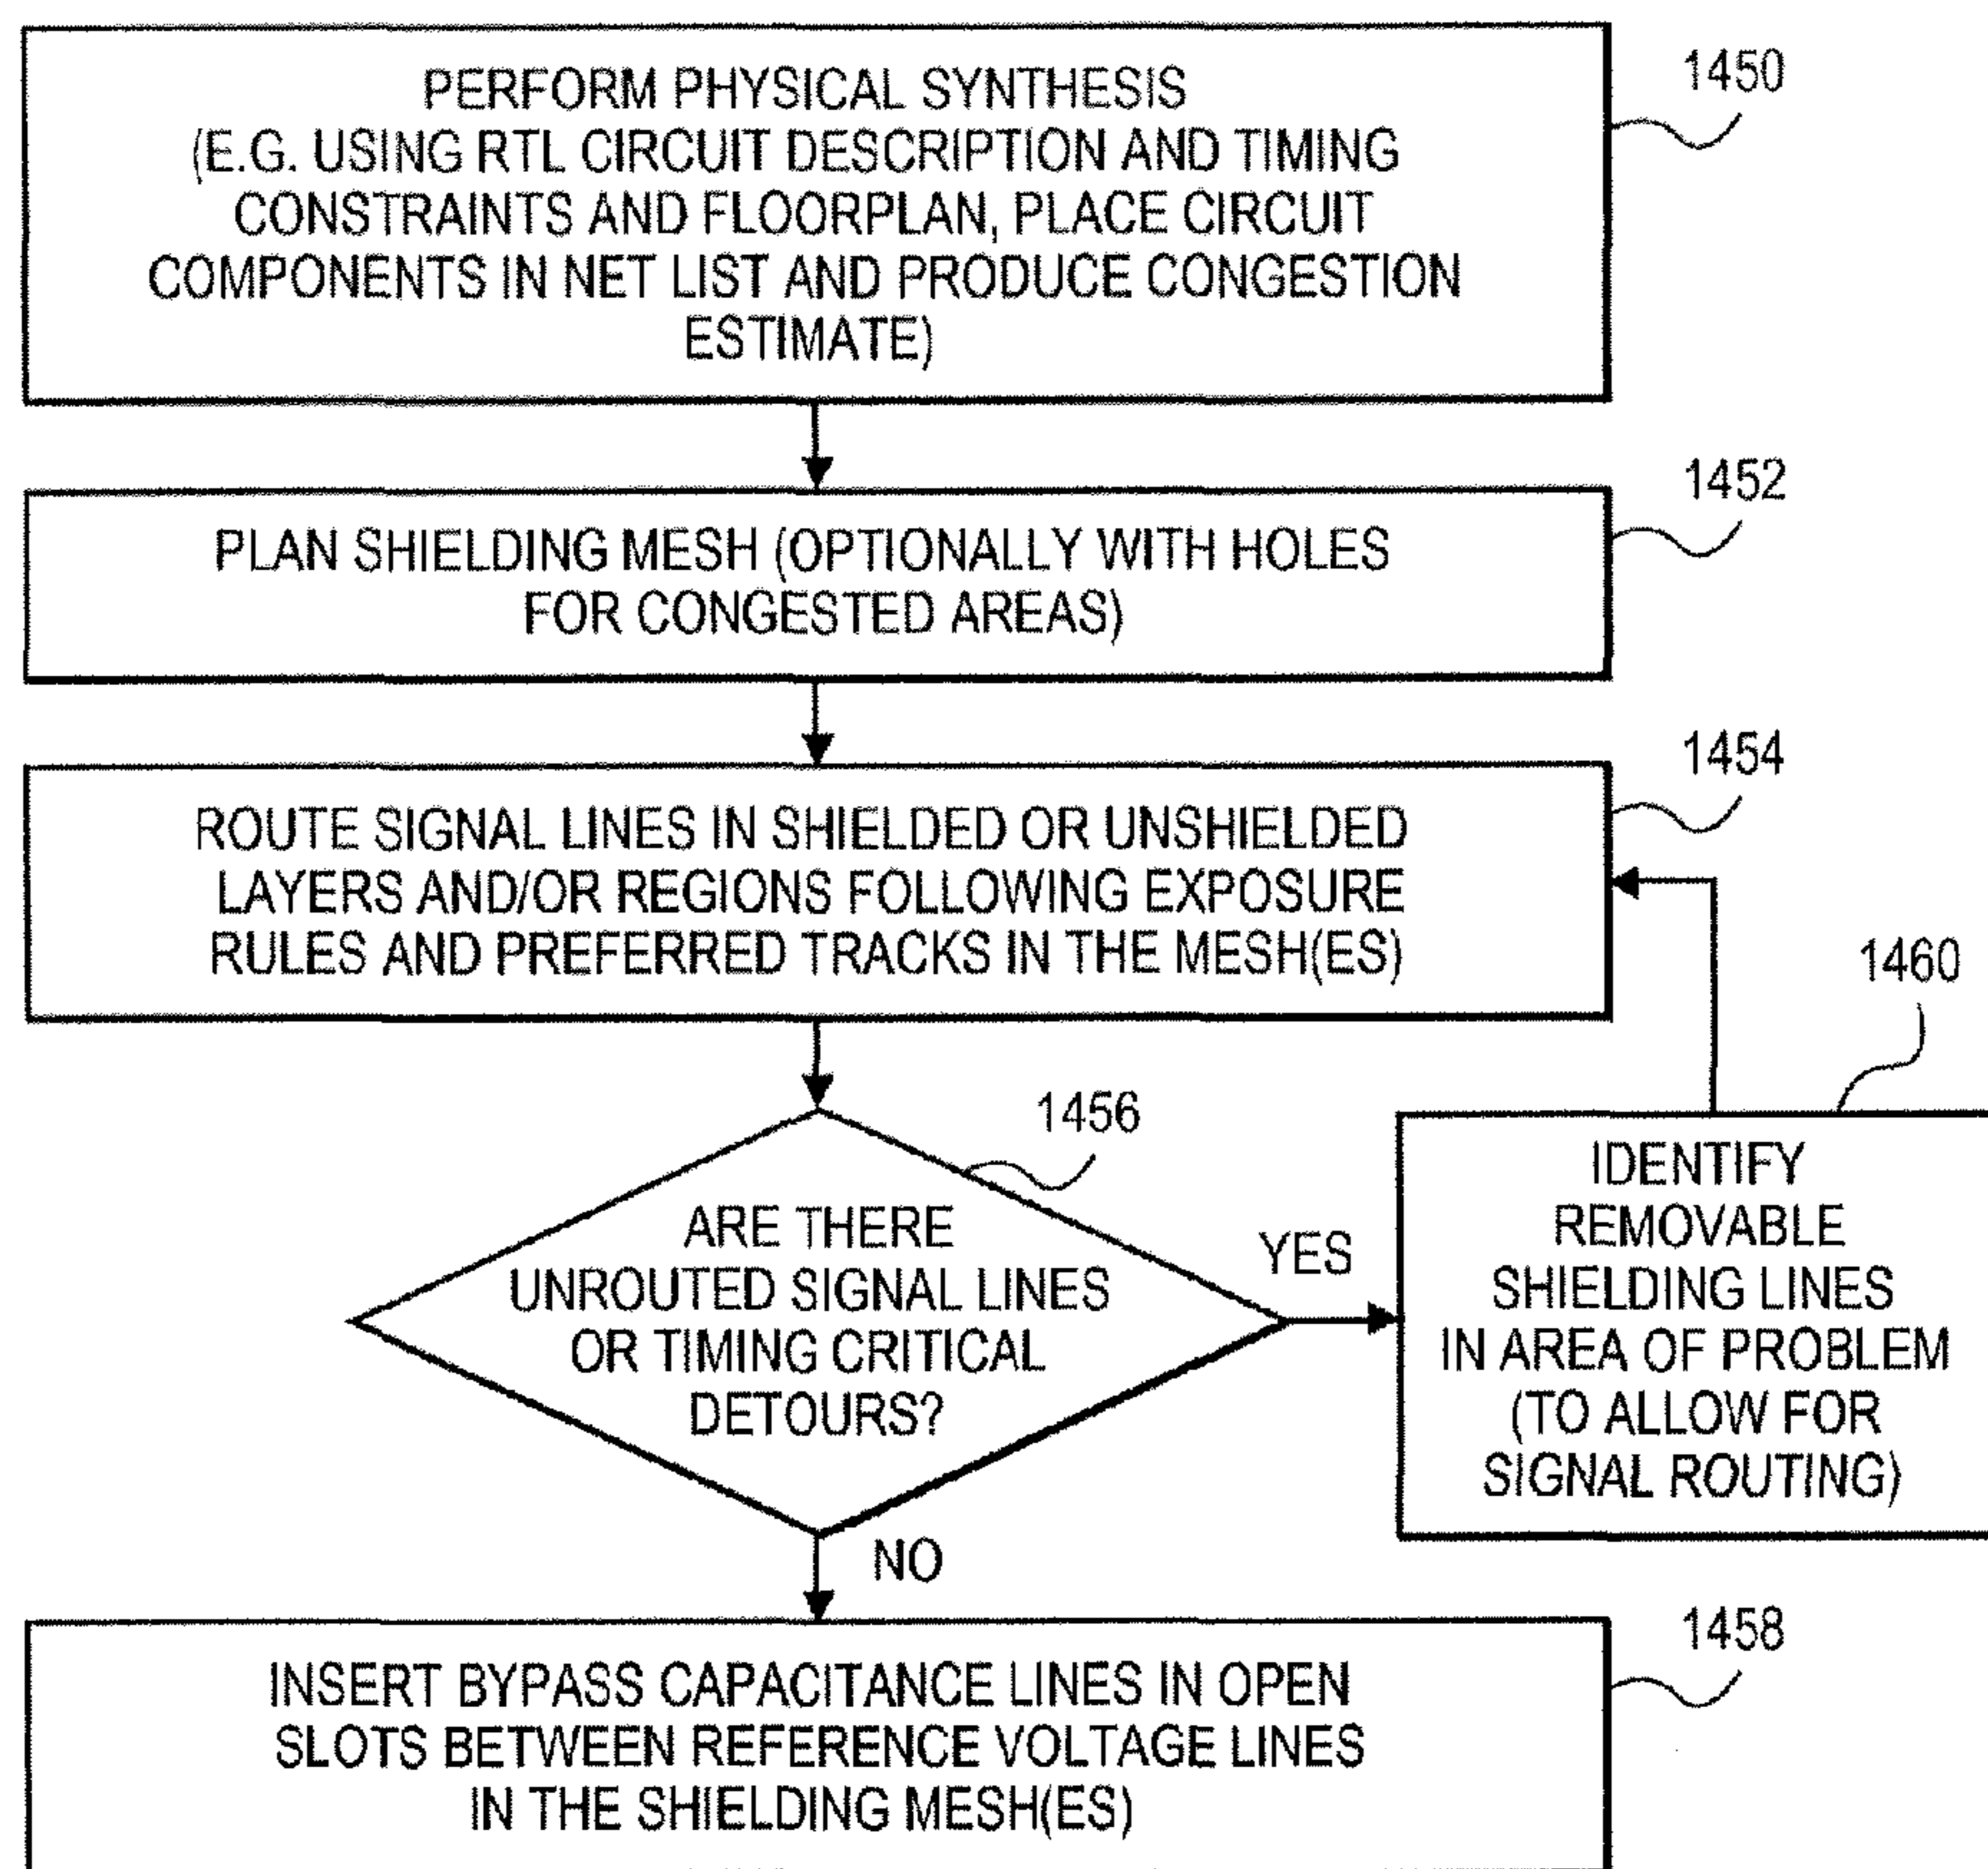 PERFORM PHYSICAL SYNTHESIS
(E.G. USING RTL CIRCUIT DESCRIPTION AND TIMING
CONSTRAINTS AND FLOORPLAN, PLACE CIRCUIT
COMPONENTS IN NET LIST AND PRODUCE CONGESTION
ESTIMATE)
1450
PLAN SHIELDING MESH (OPTIONALLY WITH HOLES
FOR CONGESTED AREAS)
1452
ROUTE SIGNAL LINES IN SHIELDED OR UNSHIELDED
LAYERS AND/OR REGIONS FOLLOWING EXPOSURE
RULES AND PREFERRED TRACKS IN THE MESH(ES)
1454
1456
ARE THERE
UNROUTED SIGNAL LINES
OR TIMING CRITICAL
DETOURS?
YES
1460
IDENTIFY
REMOVABLE
SHIELDING LINES
IN AREA OF PROBLEM
(TO ALLOW FOR
SIGNAL ROUTING)
NO
INSERT BYPASS CAPACITANCE LINES IN OPEN
SLOTS BETWEEN REFERENCE VOLTAGE LINES
IN THE SHIELDING MESH(ES)
1458